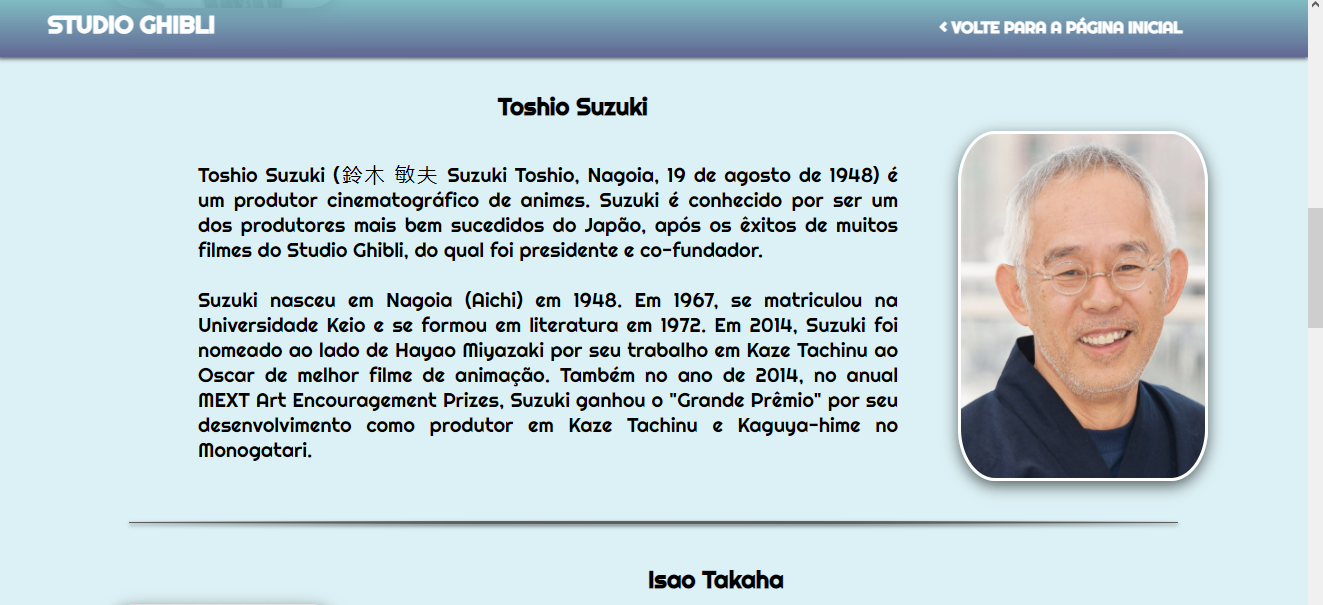 STUDIO GHIBLI
< VOLTE PARA A PÁGINA INICIAL
Toshio Suzuki
Toshio Suzuki (鈴木 敏夫 Suzuki Toshio, Nagoia, 19 de agosto de 1948) é
um produtor cinematográfico de animes. Suzuki é conhecido por ser um
dos produtores mais bem sucedidos do Japão, após os êxitos de muitos
filmes do Studio Ghibli, do qual foi presidente e co-fundador.
Suzuki nasceu em Nagoia (Aichi) em 1948. Em 1967, se matriculou na
Universidade Keio e se formou em literatura em 1972. Em 2014, Suzuki foi
nomeado ao lado de Hayao Miyazaki por seu trabalho em Kaze Tachinu ao
Oscar de melhor filme de animação. Também no ano de 2014, no anual
MEXT Art Encouragement Prizes, Suzuki ganhou o "Grande Prêmio" por seu
desenvolvimento como produtor em Kaze Tachinu e Kaguya-hime no
Monogatari.
Isao Takaha